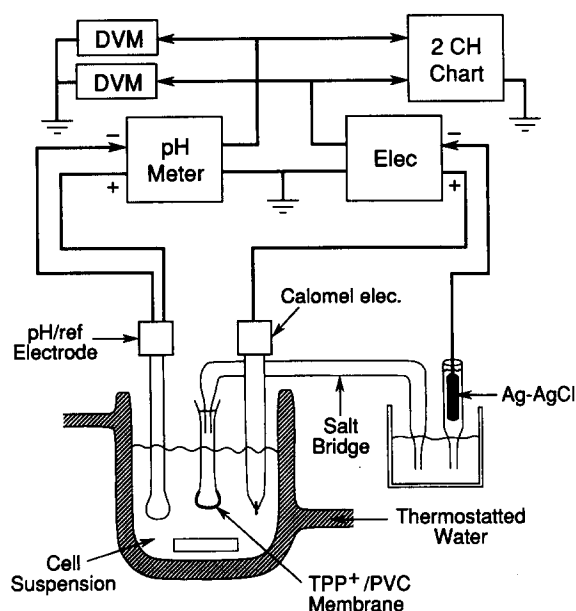 DVM
DVM
2 CH
Chart
−
pH
Meter
+
Elec
−
+
pH/ref
Electrode
Calomel elec.
Salt
Bridge
Ag-AgCl
Thermostatted
Water
Cell
Suspension
TPP⁺/PVC
Membrane